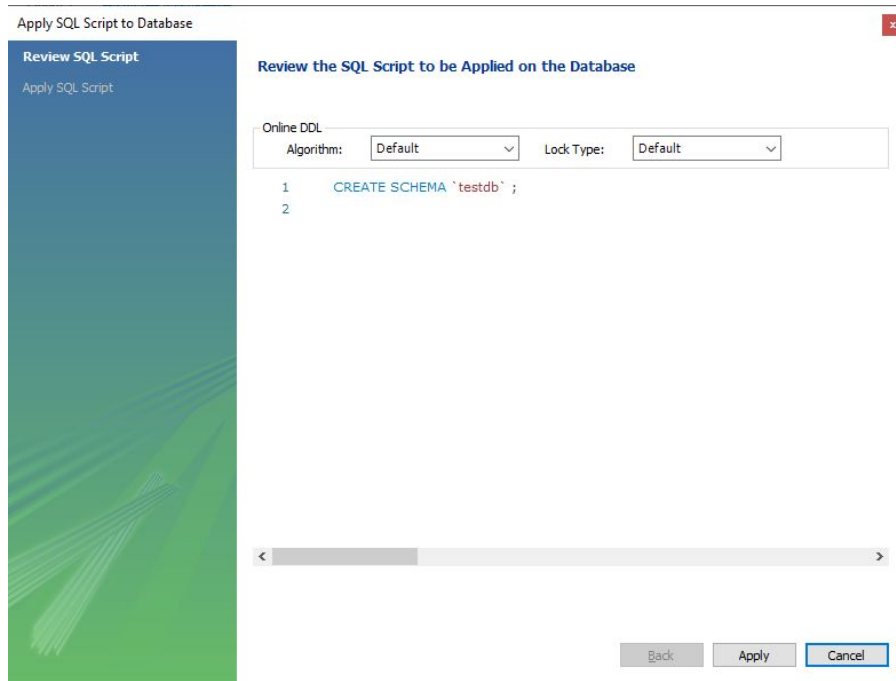 Apply SQL Script to Database
x
Review SQL Script
Apply SQL Script
Review the SQL Script to be Applied on the Database
Online DDL
Algorithm: Default Lock Type: Default
1 CREATE SCHEMA `testdb` ;
2
Back Apply Cancel